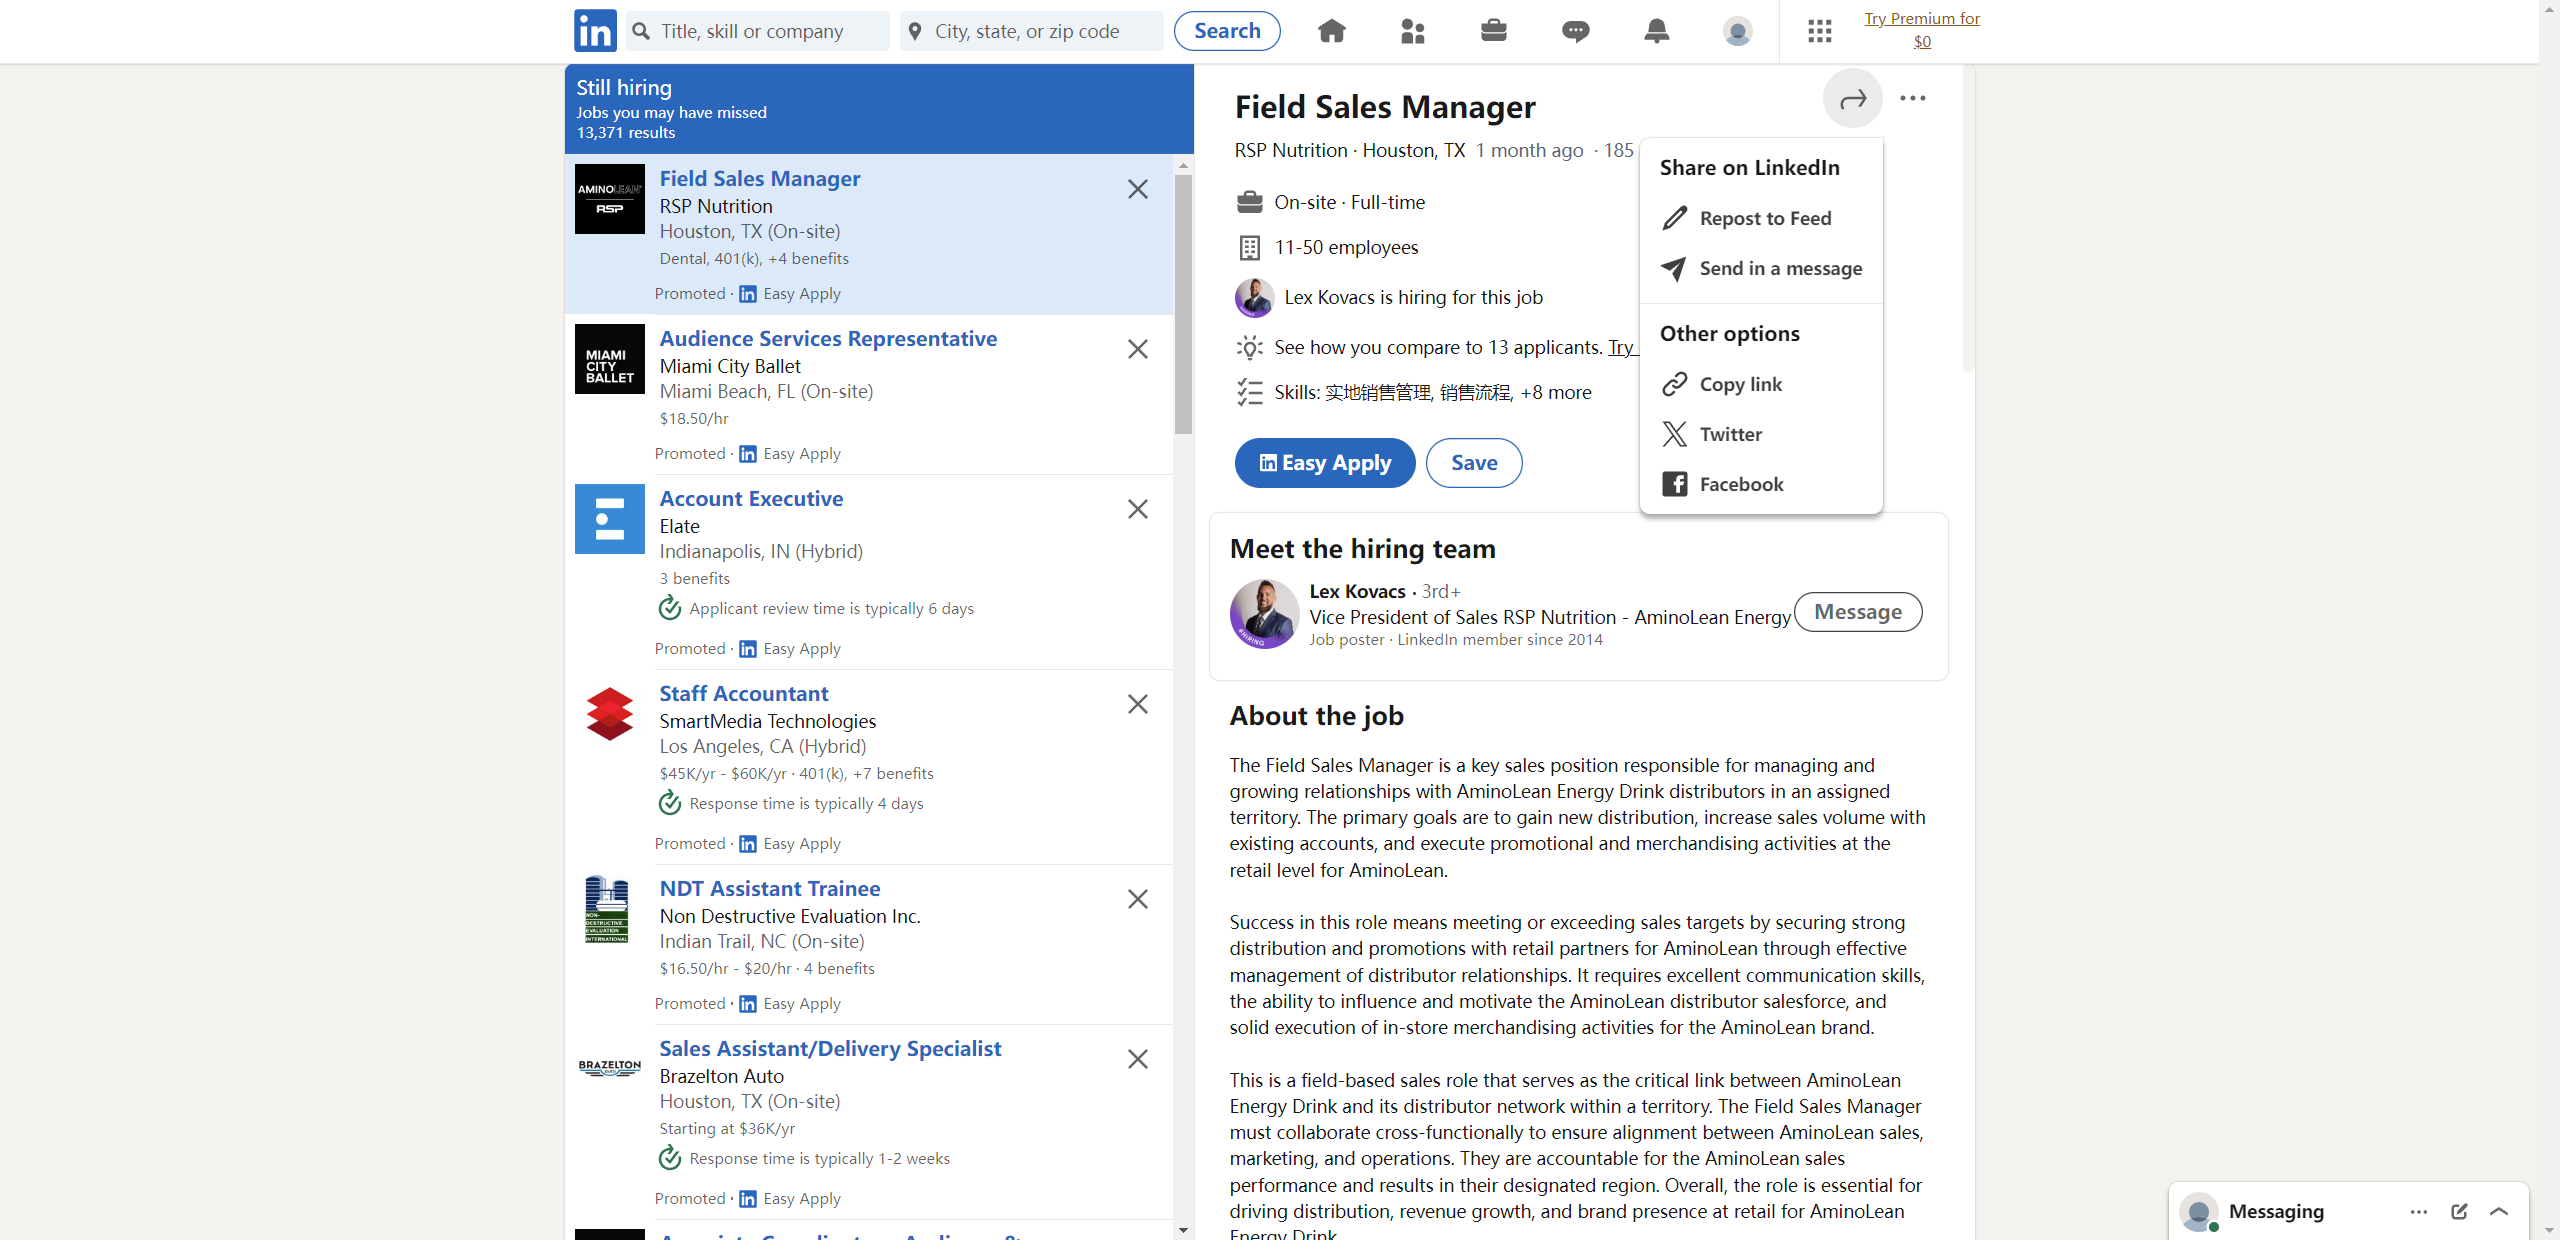 Title, skill or company
City, state, or zip code
Search
Try Premium for
$0
Still hiring
Jobs you may have missed
13,371 results
AMINOLEAN
RSP
Field Sales Manager
RSP Nutrition
Houston, TX (On-site)
Dental, 401(k), +4 benefits
Promoted · in Easy Apply
MIAMI
CITY
BALLET
Audience Services Representative
Miami City Ballet
Miami Beach, FL (On-site)
$18.50/hr
Promoted · in Easy Apply
Account Executive
Elate
Indianapolis, IN (Hybrid)
3 benefits
Applicant review time is typically 6 days
Promoted · in Easy Apply
Staff Accountant
SmartMedia Technologies
Los Angeles, CA (Hybrid)
$45K/yr - $60K/yr · 401(k), +7 benefits
Response time is typically 4 days
Promoted · in Easy Apply
NON-
DESTRUCTIVE
EVALUATION
INTERNATIONAL
NDT Assistant Trainee
Non Destructive Evaluation Inc.
Indian Trail, NC (On-site)
$16.50/hr - $20/hr · 4 benefits
Promoted · in Easy Apply
BRAZELTON
AUTO
Sales Assistant/Delivery Specialist
Brazelton Auto
Houston, TX (On-site)
Starting at $36K/yr
Response time is typically 1-2 weeks
Promoted · in Easy Apply
Field Sales Manager
RSP Nutrition · Houston, TX 1 month ago · 185
On-site · Full-time
11-50 employees
Lex Kovacs is hiring for this job
See how you compare to 13 applicants. Try
Skills: 实地销售管理, 销售流程, +8 more
in Easy Apply
Save
Share on LinkedIn
Repost to Feed
Send in a message
Other options
Copy link
Twitter
Facebook
Meet the hiring team
#HIRING
Lex Kovacs · 3rd+
Vice President of Sales RSP Nutrition - AminoLean Energy
Job poster · LinkedIn member since 2014
Message
About the job
The Field Sales Manager is a key sales position responsible for managing and
growing relationships with AminoLean Energy Drink distributors in an assigned
territory. The primary goals are to gain new distribution, increase sales volume with
existing accounts, and execute promotional and merchandising activities at the
retail level for AminoLean.
Success in this role means meeting or exceeding sales targets by securing strong
distribution and promotions with retail partners for AminoLean through effective
management of distributor relationships. It requires excellent communication skills,
the ability to influence and motivate the AminoLean distributor salesforce, and
solid execution of in-store merchandising activities for the AminoLean brand.
This is a field-based sales role that serves as the critical link between AminoLean
Energy Drink and its distributor network within a territory. The Field Sales Manager
must collaborate cross-functionally to ensure alignment between AminoLean sales,
marketing, and operations. They are accountable for the AminoLean sales
performance and results in their designated region. Overall, the role is essential for
driving distribution, revenue growth, and brand presence at retail for AminoLean
Energy Drink.
Messaging